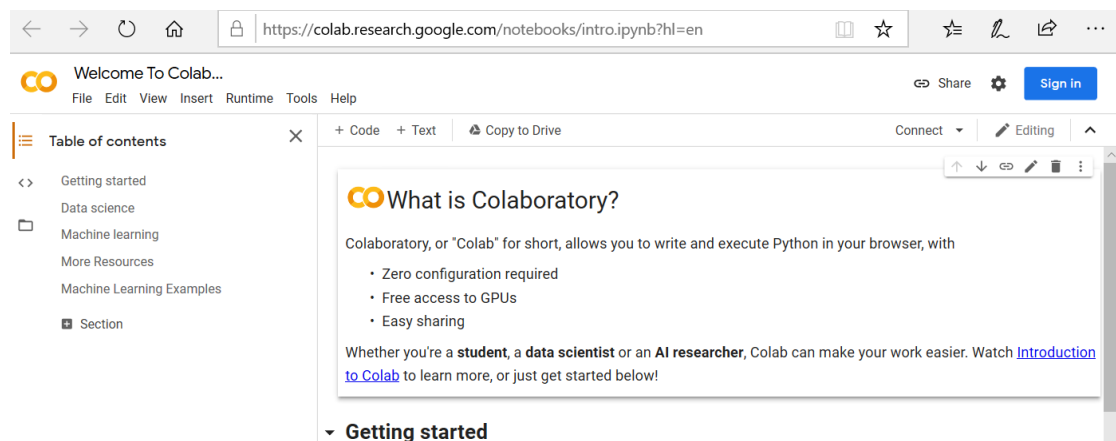 https://colab.research.google.com/notebooks/intro.ipynb?hl=en
Welcome To Colab...
File Edit View Insert Runtime Tools Help
Share
Sign in
Table of contents
Getting started
Data science
Machine learning
More Resources
Machine Learning Examples
Section
+ Code + Text Copy to Drive
Connect Editing
CO What is Colaboratory?
Colaboratory, or "Colab" for short, allows you to write and execute Python in your browser, with
• Zero configuration required
• Free access to GPUs
• Easy sharing
Whether you're a student, a data scientist or an AI researcher, Colab can make your work easier. Watch Introduction
to Colab to learn more, or just get started below!
Getting started